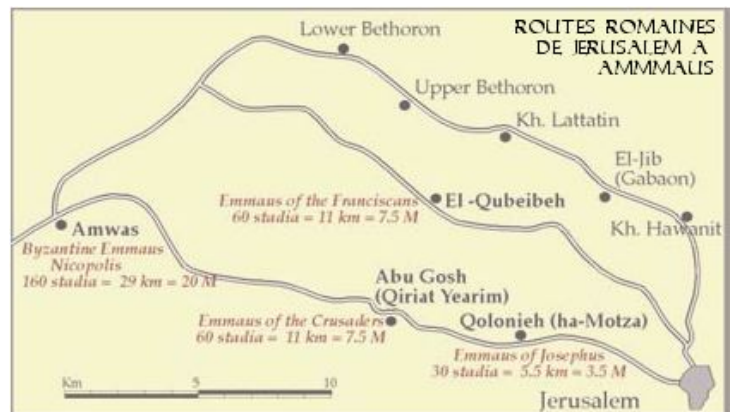 ROUTES ROMAINES
DE JERUSALEM A
AMMMAUS
Lower Bethoron
Upper Bethoron
Kh. Lattatin
El-Jib
(Gabaon)
Kh. Hawanit
Emmaus of the Franciscans
60 stadia = 11 km = 7.5 M
El -Qubeibeh
Amwas
Byzantine Emmaus
Nicopolis
160 stadia = 29 km = 20 M
Abu Gosh
(Qiriat Yearim)
Emmaus of the Crusaders
60 stadia = 11 km = 7.5 M
Qolonieh (ha-Motza)
Emmaus of Josephus
30 stadia = 5.5 km = 3.5 M
Km 5 10
Jerusalem